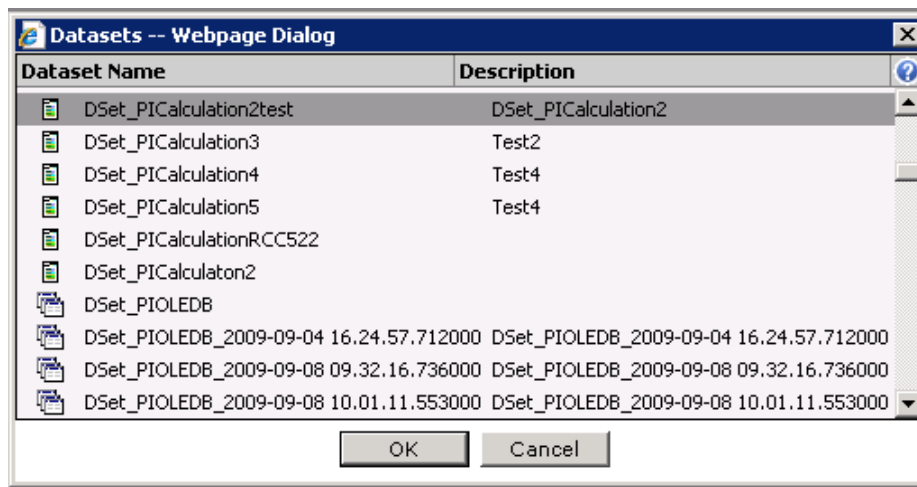 Datasets -- Webpage Dialog
Dataset Name Description
DSet_PICalculation2test DSet_PICalculation2
DSet_PICalculation3 Test2
DSet_PICalculation4 Test4
DSet_PICalculation5 Test4
DSet_PICalculationRCC522
DSet_PICalculaton2
DSet_PIOLEDB
DSet_PIOLEDB_2009-09-04 16.24.57.712000 DSet_PIOLEDB_2009-09-04 16.24.57.712000
DSet_PIOLEDB_2009-09-08 09.32.16.736000 DSet_PIOLEDB_2009-09-08 09.32.16.736000
DSet_PIOLEDB_2009-09-08 10.01.11.553000 DSet_PIOLEDB_2009-09-08 10.01.11.553000
OK Cancel